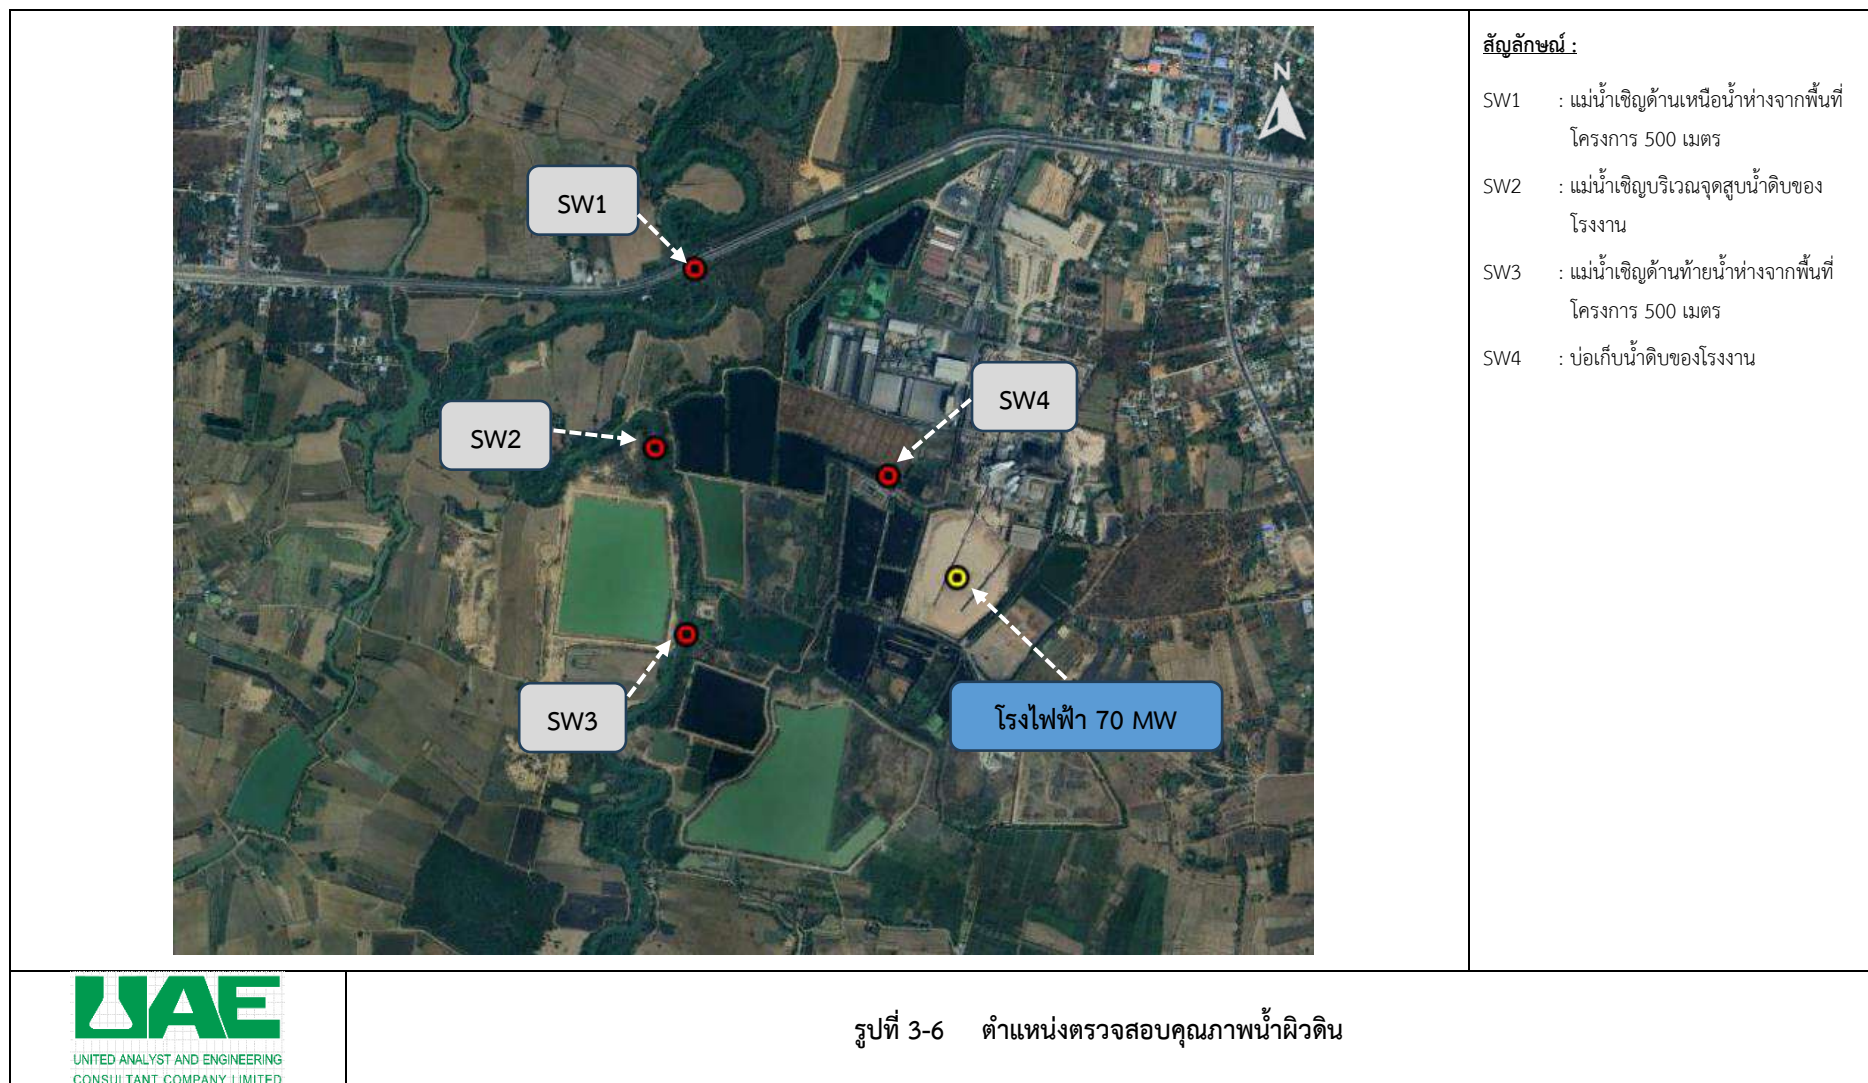 N
SW1
SW2
SW4
SW3
โรงไฟฟ้า 70 MW
สัญลักษณ์ :
SW1 : แม่น้ำเชิญด้านเหนือน้ำห่างจากพื้นที่
โครงการ 500 เมตร
SW2 : แม่น้ำเชิญบริเวณจุดสูบน้ำดิบของ
โรงงาน
SW3 : แม่น้ำเชิญด้านท้ายน้ำห่างจากพื้นที่
โครงการ 500 เมตร
SW4 : บ่อเก็บน้ำดิบของโรงงาน
UAE
UNITED ANALYST AND ENGINEERING
CONSULTANT COMPANY LIMITED
รูปที่ 3-6 ตำแหน่งตรวจสอบคุณภาพน้ำผิวดิน